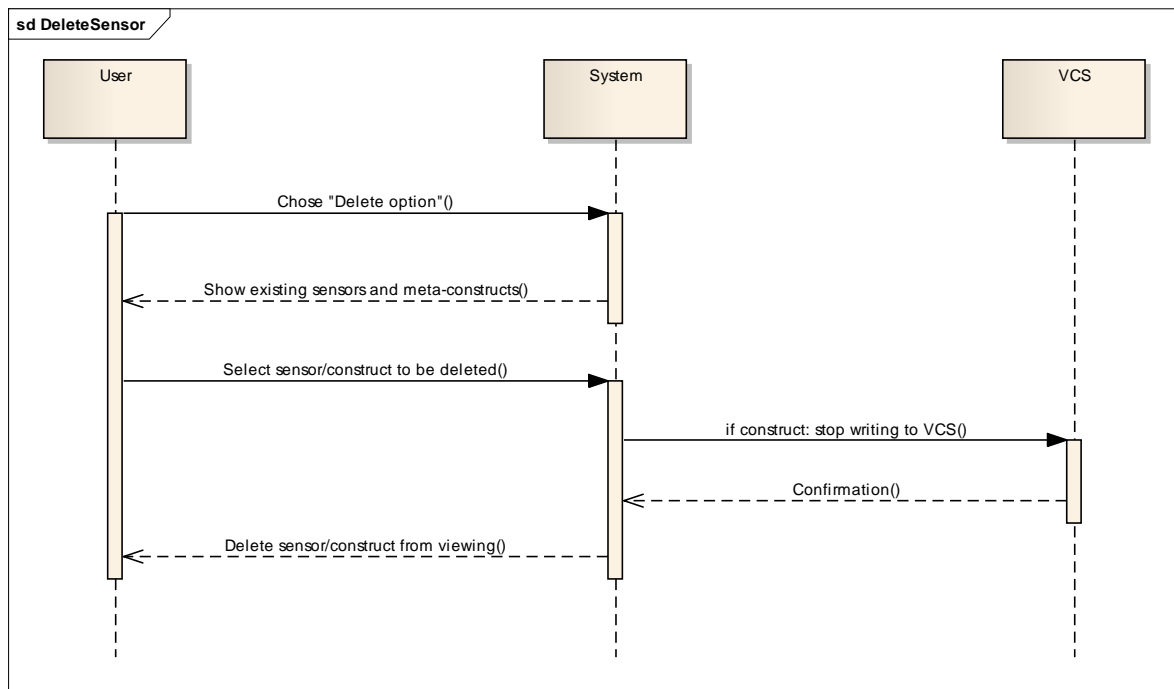 sd DeleteSensor
User
System
VCS
Chose "Delete option"()
Show existing sensors and meta-constructs()
Select sensor/construct to be deleted()
if construct: stop writing to VCS()
Confirmation()
Delete sensor/construct from viewing()